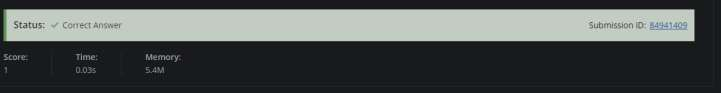 Status: ✓ Correct Answer Submission ID: 84941409
Score: Time: Memory:
1 0.03s 5.4M